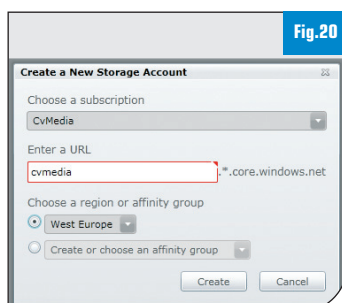 Fig.20
Create a New Storage Account
Choose a subscription
CvMedia
Enter a URL
cvmedia .*.core.windows.net
Choose a region or affinity group
West Europe
Create or choose an affinity group
Create Cancel